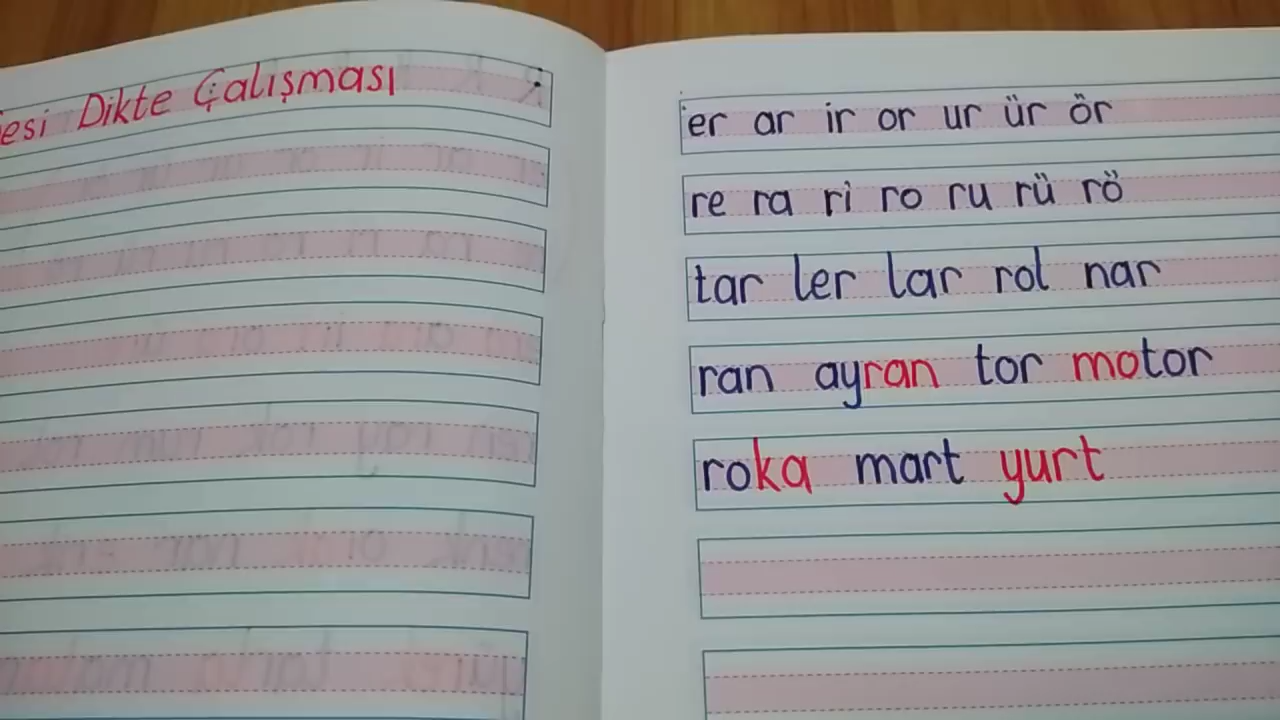 Dikte Çalışması
er ar ir or ur ür ör
re ra ri ro ru rü rö
tar ler lar rol nar
ran ayran tor motor
roka mart yurt